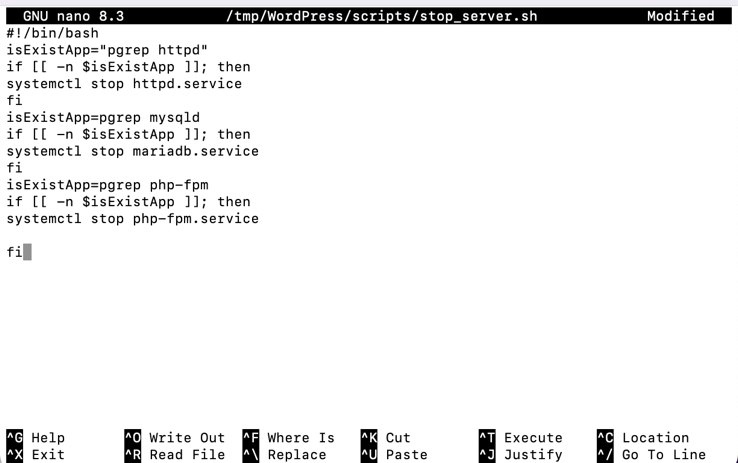 GNU nano 8.3 /tmp/WordPress/scripts/stop_server.sh Modified
#!/bin/bash
isExistApp="pgrep httpd"
if [[ -n $isExistApp ]]; then
systemctl stop httpd.service
fi
isExistApp=pgrep mysqld
if [[ -n $isExistApp ]]; then
systemctl stop mariadb.service
fi
isExistApp=pgrep php-fpm
if [[ -n $isExistApp ]]; then
systemctl stop php-fpm.service
fi
^G Help ^O Write Out ^F Where Is ^K Cut ^T Execute ^C Location
^X Exit ^R Read File ^\ Replace ^U Paste ^J Justify ^/ Go To Line